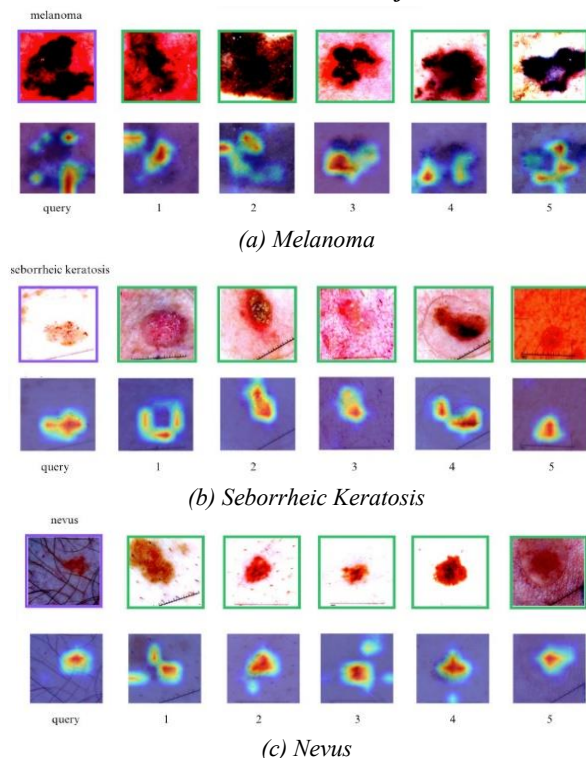 melanoma
query 1 2 3 4 5
(a) Melanoma
seborrheic keratosis
query 1 2 3 4 5
(b) Seborrheic Keratosis
nevus
query 1 2 3 4 5
(c) Nevus